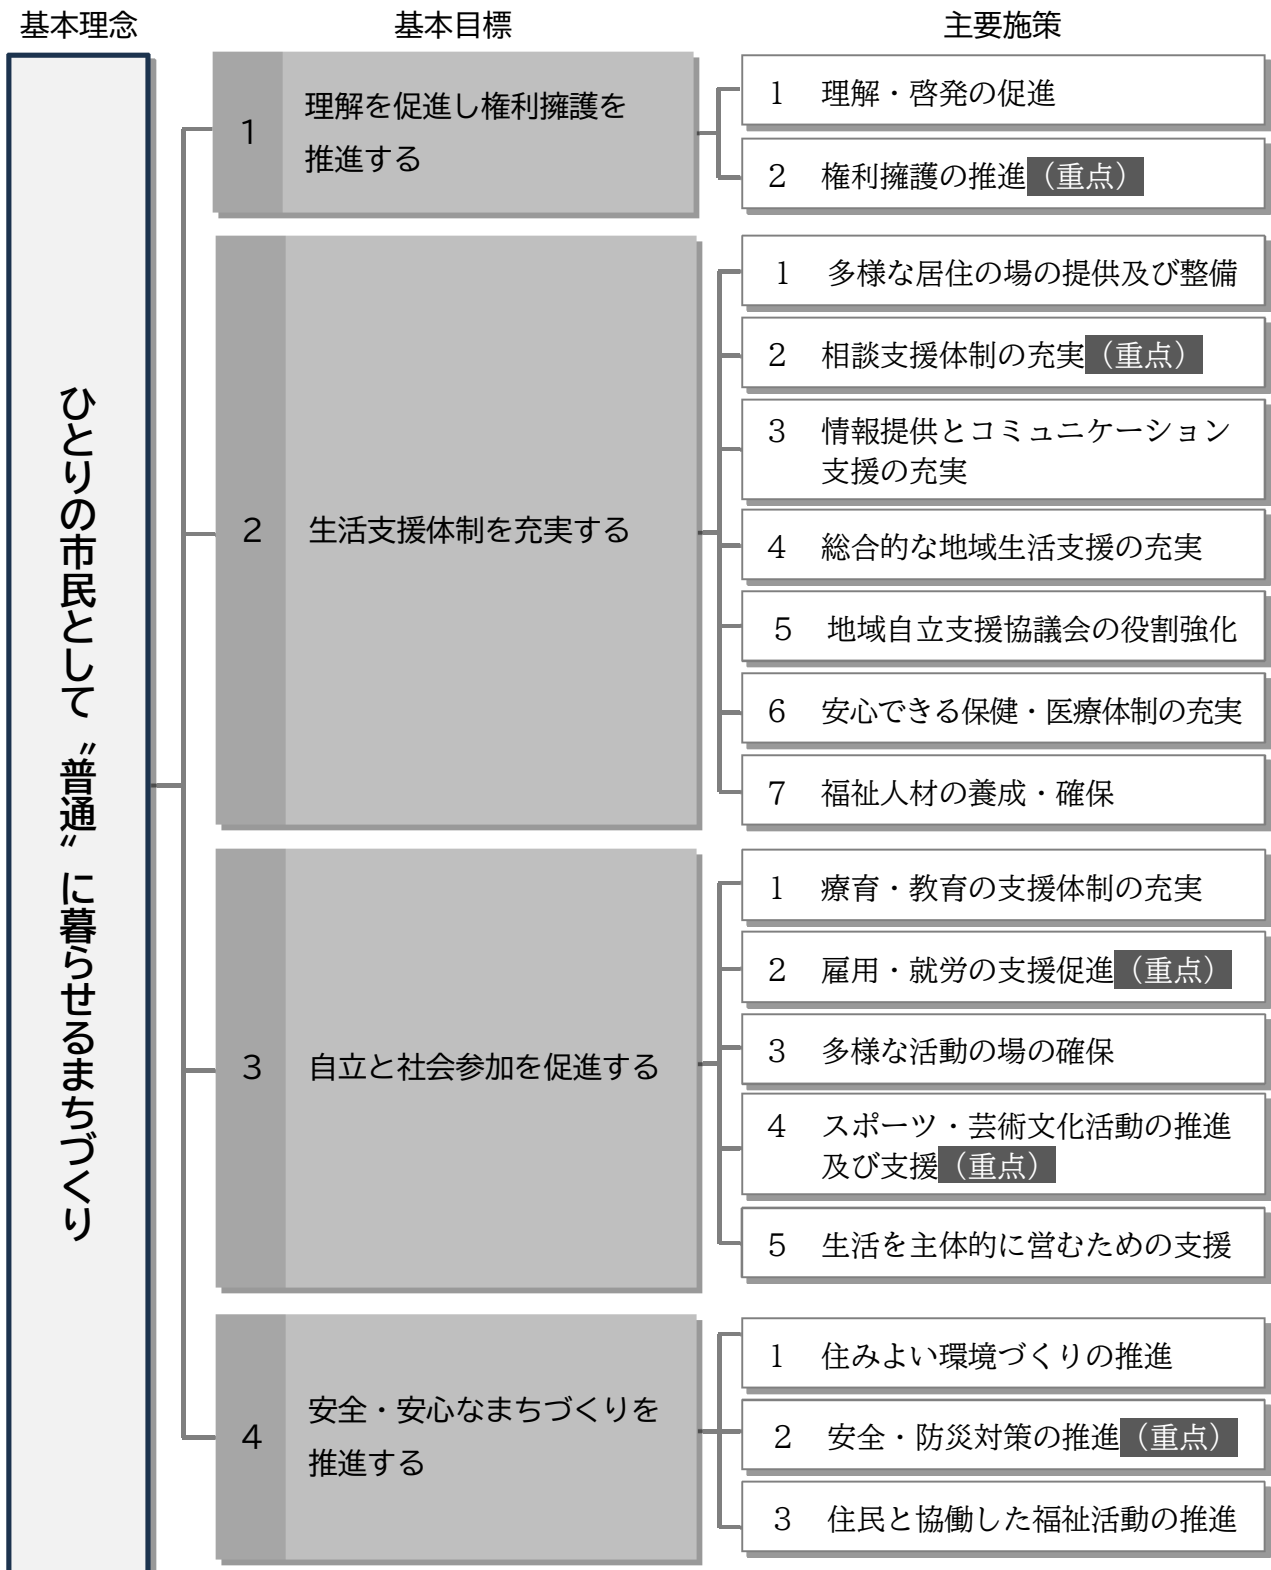 基本理念
基本目標
主要施策
ひとりの市民として〝普通〟に暮らせるまちづくり
1
理解を促進し権利擁護を
推進する
1 理解・啓発の促進
2 権利擁護の推進（重点）
2
生活支援体制を充実する
1 多様な居住の場の提供及び整備
2 相談支援体制の充実（重点）
3 情報提供とコミュニケーション
支援の充実
4 総合的な地域生活支援の充実
5 地域自立支援協議会の役割強化
6 安心できる保健・医療体制の充実
7 福祉人材の養成・確保
3
自立と社会参加を促進する
1 療育・教育の支援体制の充実
2 雇用・就労の支援促進（重点）
3 多様な活動の場の確保
4 スポーツ・芸術文化活動の推進
及び支援（重点）
5 生活を主体的に営むための支援
4
安全・安心なまちづくりを
推進する
1 住みよい環境づくりの推進
2 安全・防災対策の推進（重点）
3 住民と協働した福祉活動の推進